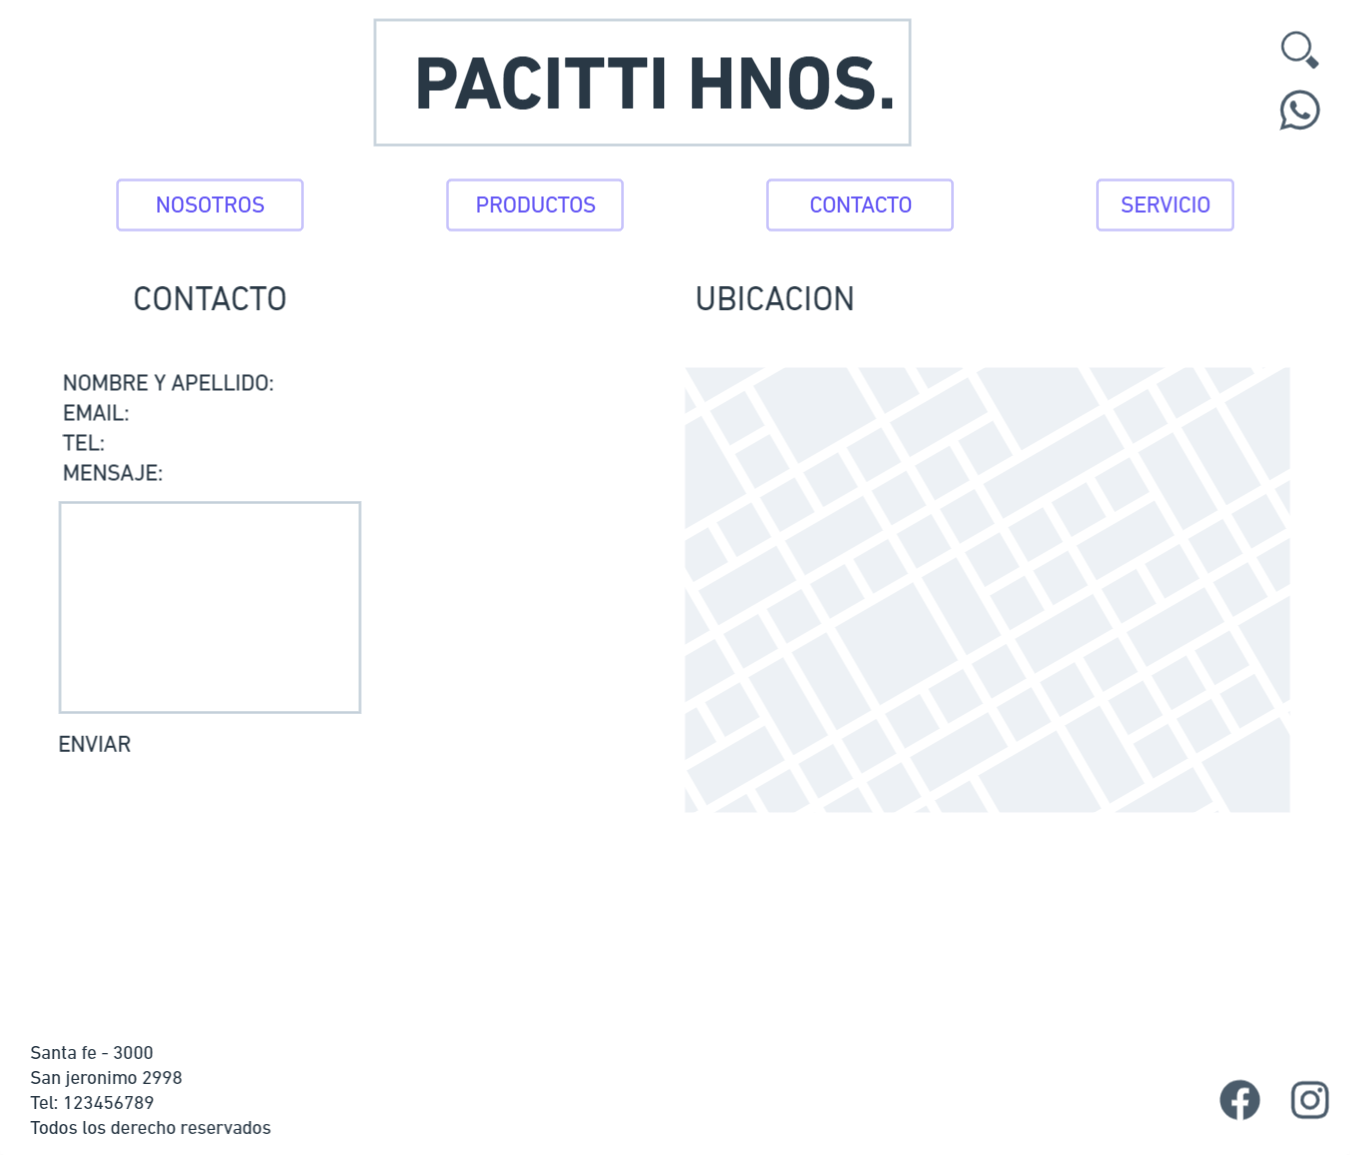 PACITTI HNOS.
NOSOTROS
PRODUCTOS
CONTACTO
SERVICIO
CONTACTO
NOMBRE Y APELLIDO:
EMAIL:
TEL:
MENSAJE:
ENVIAR
UBICACION
Santa fe - 3000
San jeronimo 2998
Tel: 123456789
Todos los derecho reservados